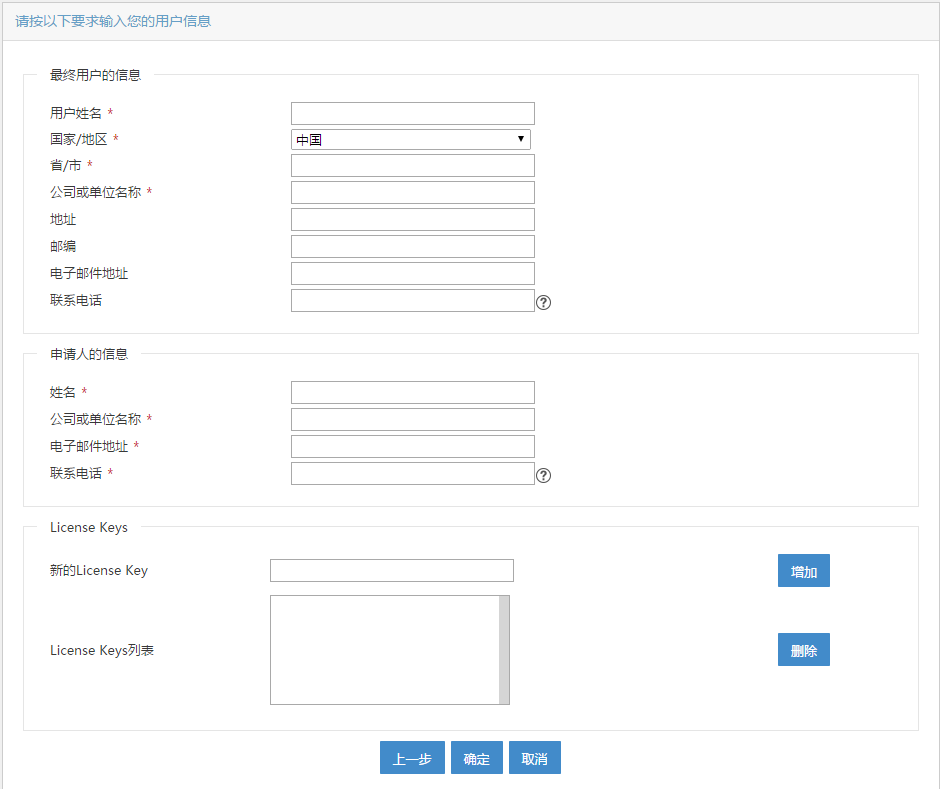 请按以下要求输入您的用户信息
最终用户的信息
用户姓名 *
国家/地区 * 中国
省/市 *
公司或单位名称 *
地址
邮编
电子邮件地址
联系电话 ?
申请人的信息
姓名 *
公司或单位名称 *
电子邮件地址 *
联系电话 * ?
License Keys
新的License Key 增加
License Keys列表 删除
上一步 确定 取消